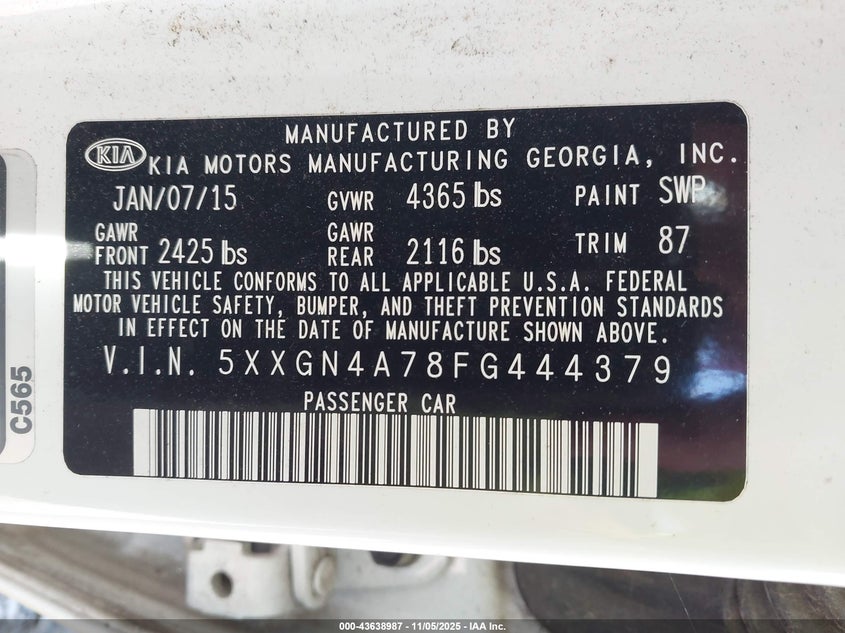 MANUFACTURED BY
KIA KIA MOTORS MANUFACTURING GEORGIA, INC.
JAN/07/15 GVWR 4365 lbs PAINT SWP
GAWR FRONT 2425 lbs GAWR REAR 2116 lbs TRIM 87
THIS VEHICLE CONFORMS TO ALL APPLICABLE U.S.A. FEDERAL
MOTOR VEHICLE SAFETY, BUMPER, AND THEFT PREVENTION STANDARDS
IN EFFECT ON THE DATE OF MANUFACTURE SHOWN ABOVE.
V.I.N. 5XXGN4A78FG444379
PASSENGER CAR
C565
000-43638987 - 11/05/2025 - IAA Inc.